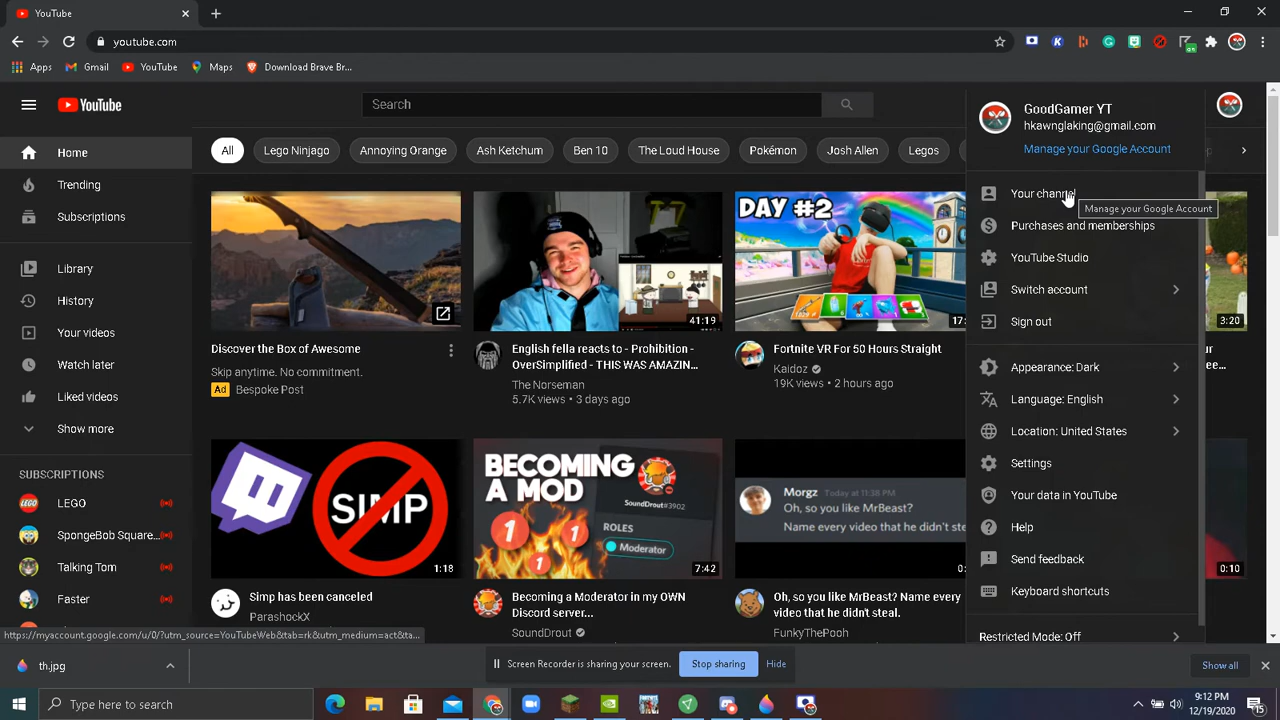 YouTube
youtube.com
Apps
Gmail
YouTube
Maps
Download Brave Br...
YouTube
Search
Home
Trending
Subscriptions
Library
History
Your videos
Watch later
Liked videos
Show more
SUBSCRIPTIONS
LEGO
SpongeBob Square...
Talking Tom
Faster
All
Lego Ninjago
Annoying Orange
Ash Ketchum
Ben 10
The Loud House
Pokémon
Josh Allen
Legos
Discover the Box of Awesome
Skip anytime. No commitment.
Ad Bespoke Post
41:19
English fella reacts to - Prohibition -
OverSimplified - THIS WAS AMAZIN...
The Norseman
5.7K views • 3 days ago
DAY #2
17:
Fortnite VR For 50 Hours Straight
Kaidoz
19K views • 2 hours ago
3:20
SIMP
1:18
Simp has been canceled
ParashockX
BECOMING
A MOD
SoundDrout#3902
ROLES
Moderator
1
1
7:42
Becoming a Moderator in my OWN
Discord server...
SoundDrout
Morgz Today at 11:38 PM
Oh, so you like MrBeast?
Name every video that he didn't ste
0:
Oh, so you like MrBeast? Name every
video that he didn't steal.
FunkyThePooh
0:10
GoodGamer YT
hkawnglaking@gmail.com
Manage your Google Account
Your channel
Manage your Google Account
Purchases and memberships
YouTube Studio
Switch account
Sign out
Appearance: Dark
Language: English
Location: United States
Settings
Your data in YouTube
Help
Send feedback
Keyboard shortcuts
Restricted Mode: Off
https://myaccount.google.com/u/0/?utm_source=YouTubeWeb&tab=rk&utm_medium=act&ta...
th.jpg
Screen Recorder is sharing your screen.
Stop sharing
Hide
Show all
Type here to search
9:12 PM
12/19/2020
15